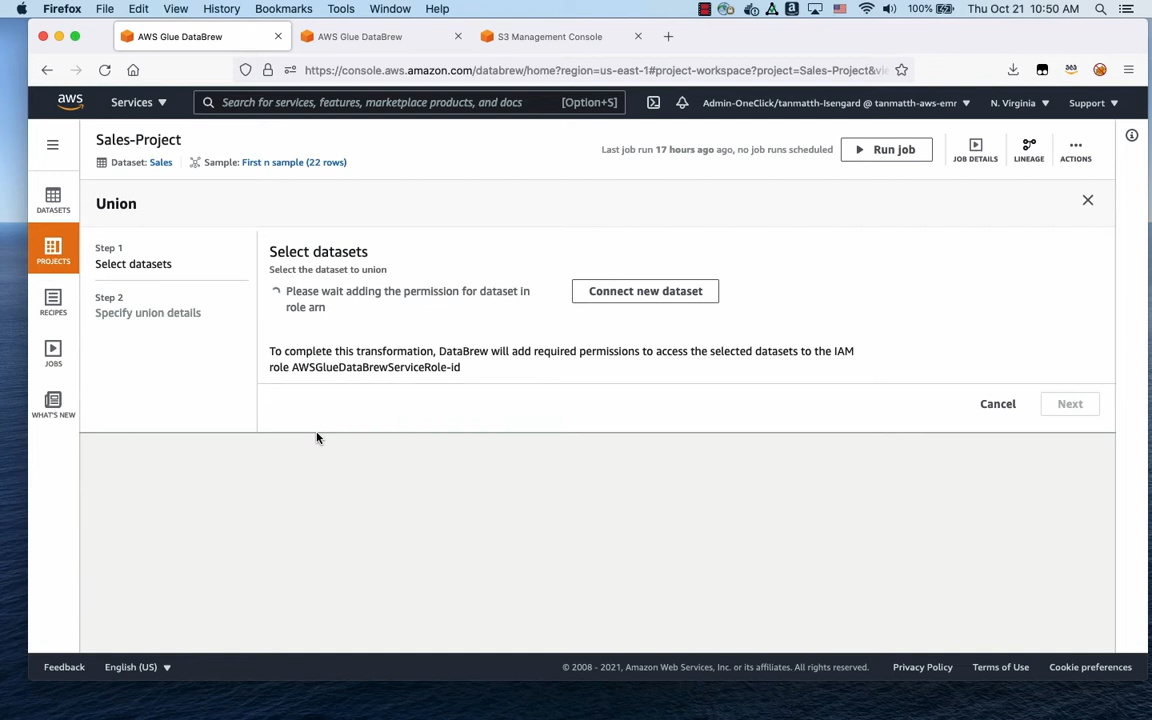 Firefox File Edit View History Bookmarks Tools Window Help 100% Thu Oct 21 10:50 AM
AWS Glue DataBrew AWS Glue DataBrew S3 Management Console
https://console.aws.amazon.com/databrew/home?region=us-east-1#project-workspace?project=Sales-Project&vi
aws Services Search for services, features, marketplace products, and docs [Option+S] Admin-OneClick/tanmatth-Isengard @ tanmatth-aws-emr N. Virginia Support
Sales-Project
Dataset: Sales Sample: First n sample (22 rows)
Last job run 17 hours ago ago, no job runs scheduled Run job JOB DETAILS LINEAGE ACTIONS
DATASETS
PROJECTS
RECIPES
JOBS
WHAT'S NEW
Union
Step 1
Select datasets
Step 2
Specify union details
Select datasets
Select the dataset to union
Please wait adding the permission for dataset in
role arn
Connect new dataset
To complete this transformation, DataBrew will add required permissions to access the selected datasets to the IAM
role AWSGlueDataBrewServiceRole-id
Cancel Next
Feedback English (US) © 2008 - 2021, Amazon Web Services, Inc. or its affiliates. All rights reserved. Privacy Policy Terms of Use Cookie preferences